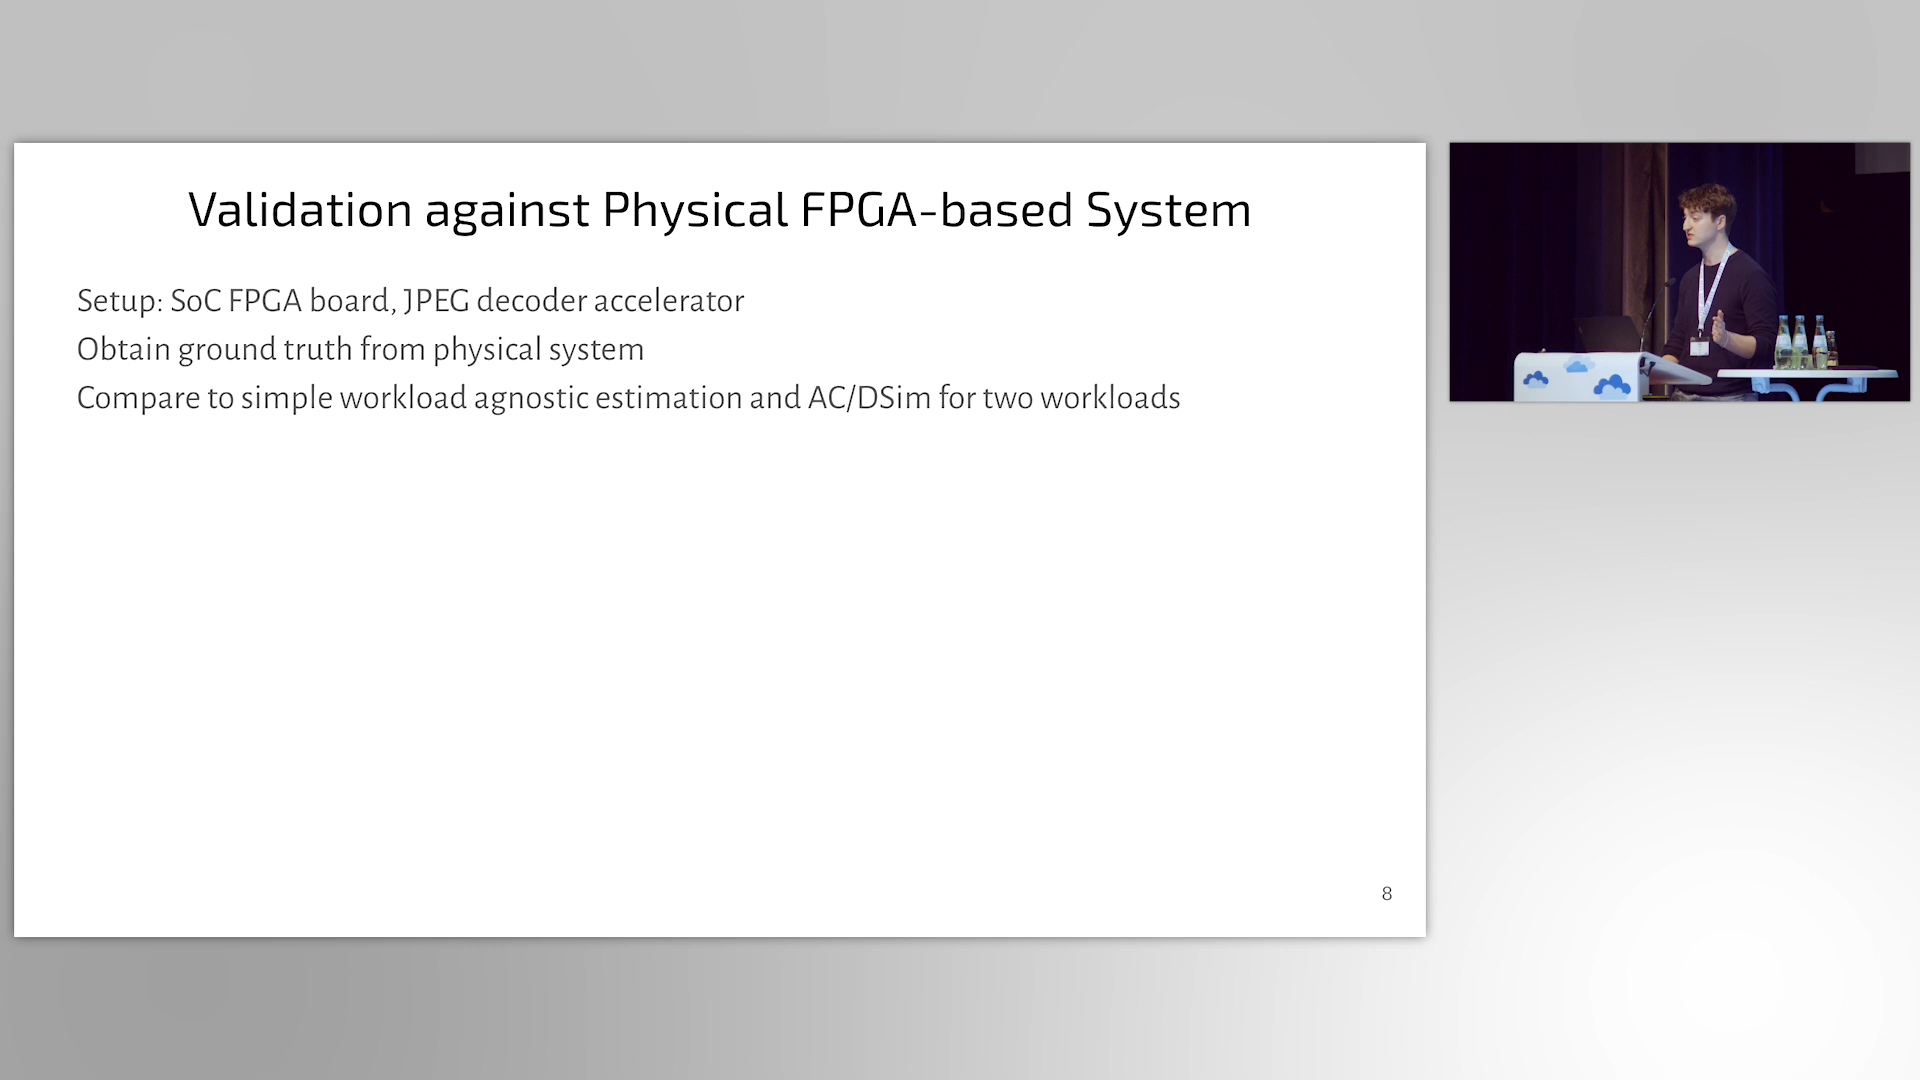 Validation against Physical FPGA-based System
Setup: SoC FPGA board, JPEG decoder accelerator
Obtain ground truth from physical system
Compare to simple workload agnostic estimation and AC/DSim for two workloads
8